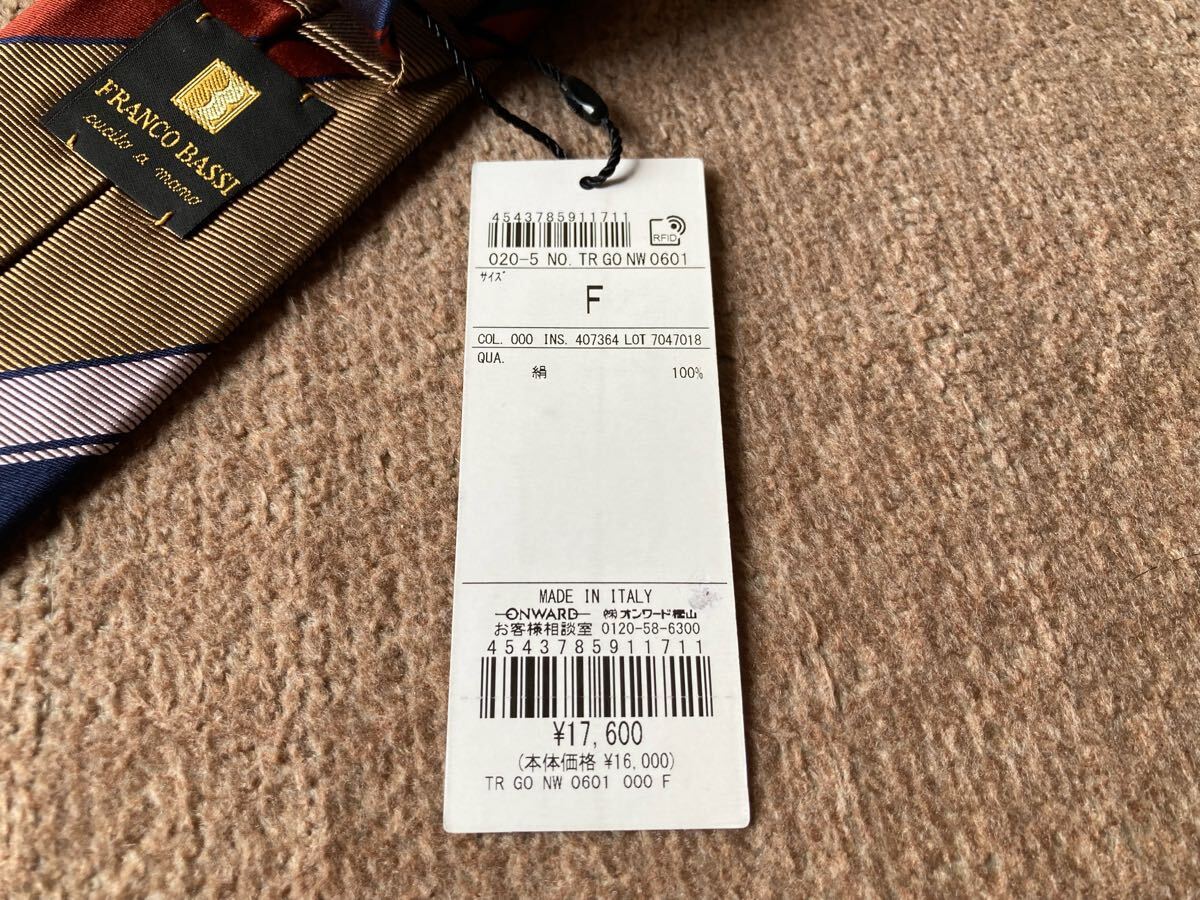 FRANCO BASSI
cucito a mano
4543785911711
RFID
020-5 NO. TR GO NW 0601
ｻｲｽﾞ
F
COL. 000 INS. 407364 LOT 7047018
QUA.
絹 100%
MADE IN ITALY
ONWARD ㈱オンワード樫山
お客様相談室 0120-58-6300
4543785911711
¥17,600
(本体価格 ¥16,000)
TR GO NW 0601 000 F